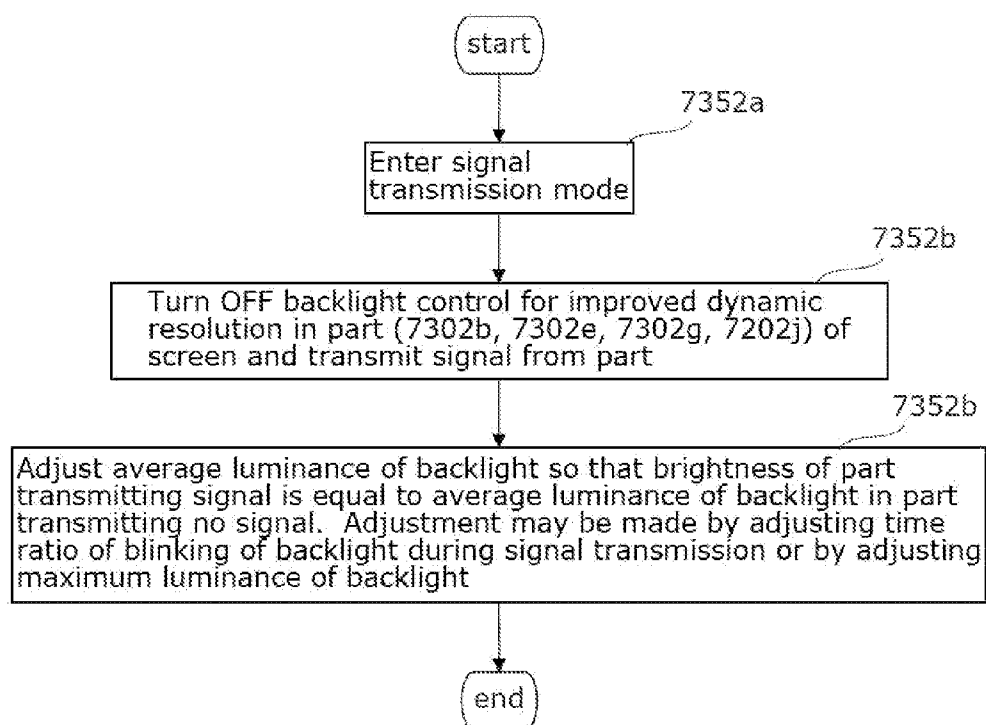 start
7352a
Enter signal
transmission mode
7352b
Turn OFF backlight control for improved dynamic
resolution in part (7302b, 7302e, 7302g, 7202j) of
screen and transmit signal from part
7352b
Adjust average luminance of backlight so that brightness of part
transmitting signal is equal to average luminance of backlight in part
transmitting no signal.  Adjustment may be made by adjusting time
ratio of blinking of backlight during signal transmission or by adjusting
maximum luminance of backlight
end